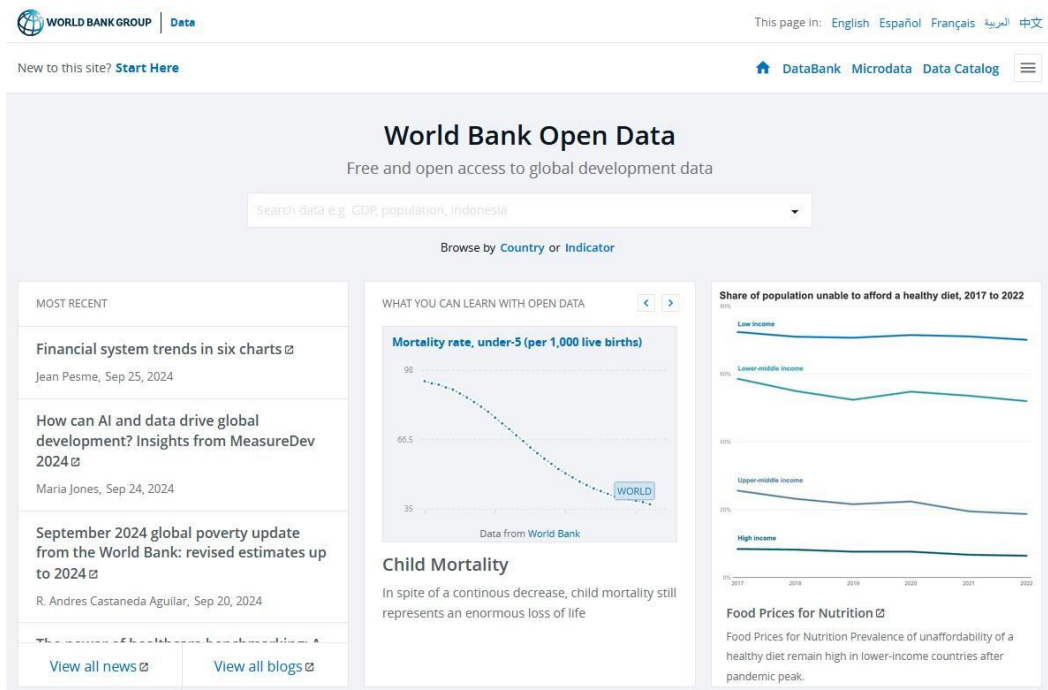 WORLD BANK GROUP
Data
This page in: English Español Français العربية 中文
New to this site? Start Here
DataBank Microdata Data Catalog
World Bank Open Data
Free and open access to global development data
Search data e.g. GDP, population, Indonesia
Browse by Country or Indicator
MOST RECENT
Financial system trends in six charts
Jean Pesme, Sep 25, 2024
How can AI and data drive global
development? Insights from MeasureDev
2024
Maria Jones, Sep 24, 2024
September 2024 global poverty update
from the World Bank: revised estimates up
to 2024
R. Andres Castaneda Aguilar, Sep 20, 2024
View all news
View all blogs
WHAT YOU CAN LEARN WITH OPEN DATA
Mortality rate, under-5 (per 1,000 live births)
98
66.5
35
WORLD
Data from World Bank
Child Mortality
In spite of a continous decrease, child mortality still
represents an enormous loss of life
Share of population unable to afford a healthy diet, 2017 to 2022
80%
Low income
Lower-middle income
60%
40%
Upper-middle income
20%
High income
0%
2017 2018 2019 2020 2021 2022
Food Prices for Nutrition
Food Prices for Nutrition Prevalence of unaffordability of a
healthy diet remain high in lower-income countries after
pandemic peak.